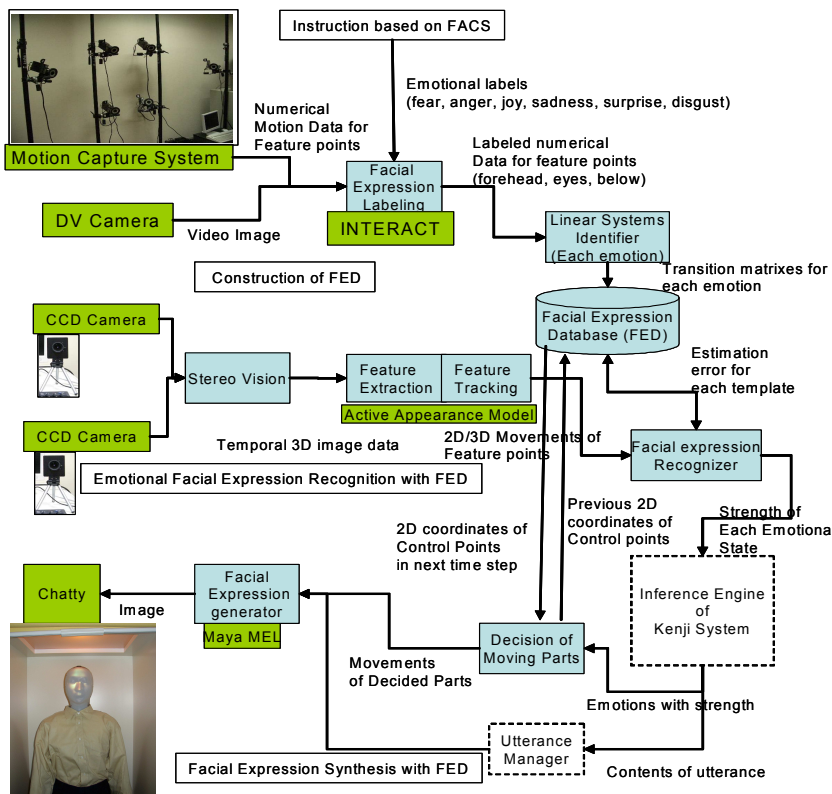 Instruction based on FACS
Emotional labels
(fear, anger, joy, sadness, surprise, disgust)
Numerical
Motion Data for
Feature points
Motion Capture System
Labeled numerical
Data for feature points
(forehead, eyes, below)
Facial
Expression
Labeling
INTERACT
DV Camera
Video Image
Linear Systems
Identifier
(Each emotion)
Construction of FED
Transition matrixes for
each emotion
Facial Expression
Database (FED)
CCD Camera
Stereo Vision
Feature
Extraction
Feature
Tracking
Active Appearance Model
Estimation
error for
each template
CCD Camera
Temporal 3D image data
2D/3D Movements of
Feature points
Facial expression
Recognizer
Emotional Facial Expression Recognition with FED
2D coordinates of
Control Points
in next time step
Previous 2D
coordinates of
Control points
Strength of
Each Emotiona
State
Inference Engine
of
Kenji System
Chatty
Image
Facial
Expression
generator
Maya MEL
Decision of
Moving Parts
Movements
of Decided Parts
Emotions with strength
Utterance
Manager
Contents of utterance
Facial Expression Synthesis with FED